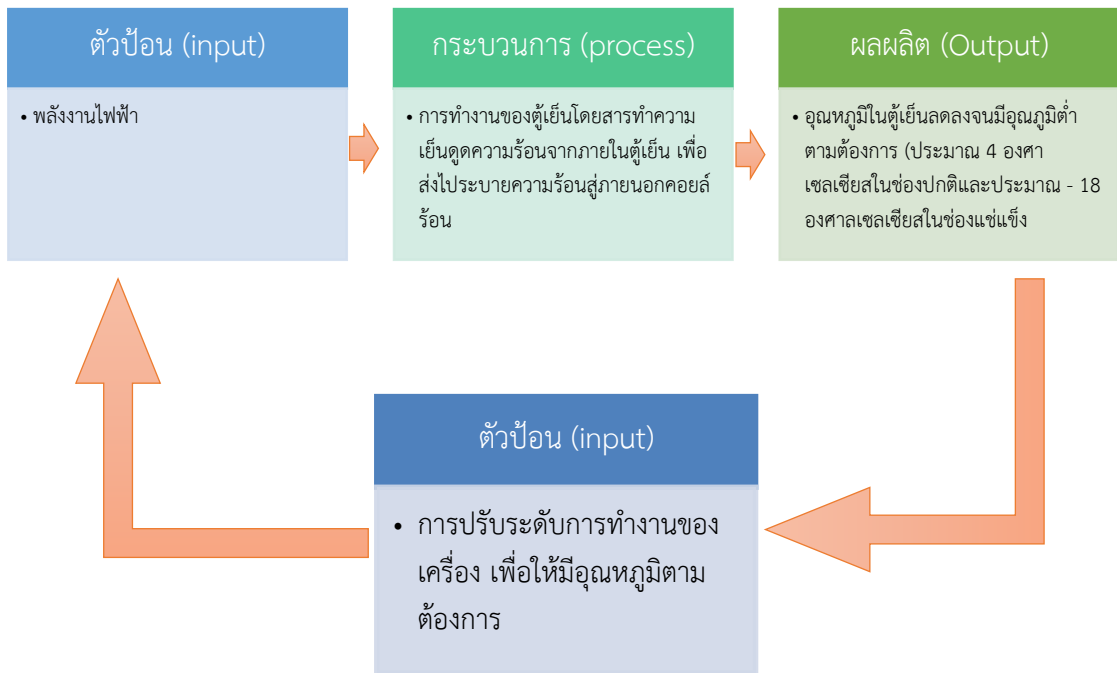 ตัวป้อน (input)
• พลังงานไฟฟ้า
กระบวนการ (process)
• การทำงานของตู้เย็นโดยสารทำความ
เย็นดูดความร้อนจากภายในตู้เย็น เพื่อ
ส่งไประบายความร้อนสู่ภายนอกคอยล์
ร้อน
ผลผลิต (Output)
• อุณหภูมิในตู้เย็นลดลงจนมีอุณภูมิต่ำ
ตามต้องการ (ประมาณ 4 องศา
เซลเซียสในช่องปกติและประมาณ - 18
องศาลเซลเซียสในช่องแช่แข็ง
ตัวป้อน (input)
• การปรับระดับการทำงานของ
เครื่อง เพื่อให้มีอุณหภูมิตาม
ต้องการ